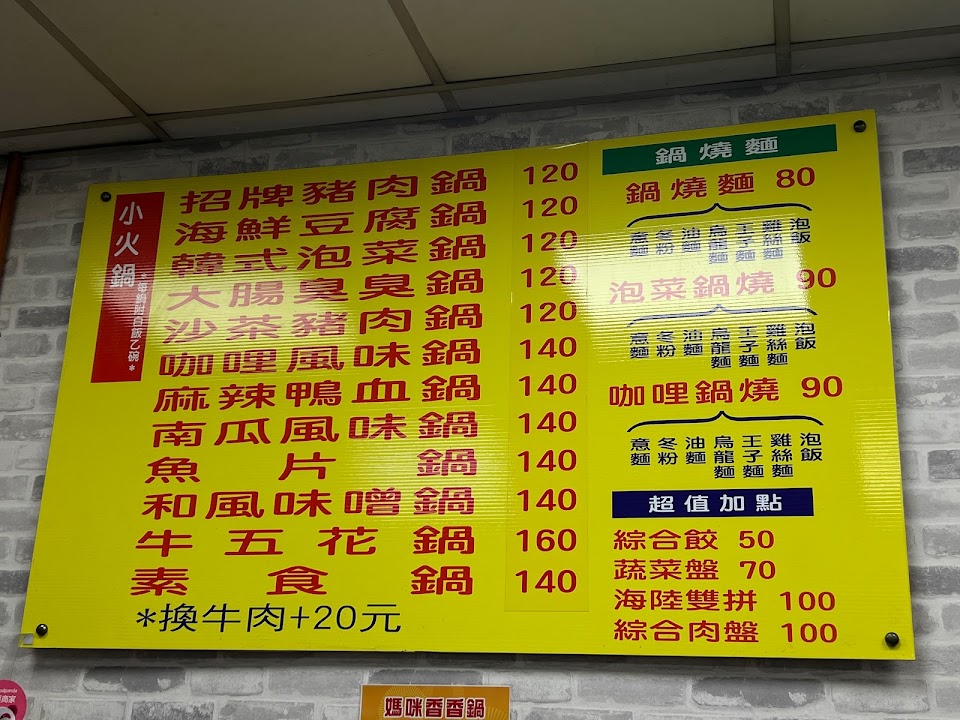 小火鍋
*每鍋附白飯乙碗*
招牌豬肉鍋 120
海鮮豆腐鍋 120
韓式泡菜鍋 120
大腸臭臭鍋 120
沙茶豬肉鍋 120
咖哩風味鍋 140
麻辣鴨血鍋 140
南瓜風味鍋 140
魚片鍋 140
和風味噌鍋 140
牛五花鍋 160
素食鍋 140
*換牛肉+20元
鍋燒麵
鍋燒麵 80
意麵 冬粉 油麵 烏龍麵 王子麵 雞絲麵 泡飯
泡菜鍋燒 90
意麵 冬粉 油麵 烏龍麵 王子麵 雞絲麵 泡飯
咖哩鍋燒 90
意麵 冬粉 油麵 烏龍麵 王子麵 雞絲麵 泡飯
超值加點
綜合餃 50
蔬菜盤 70
海陸雙拼 100
綜合肉盤 100
媽咪香香鍋